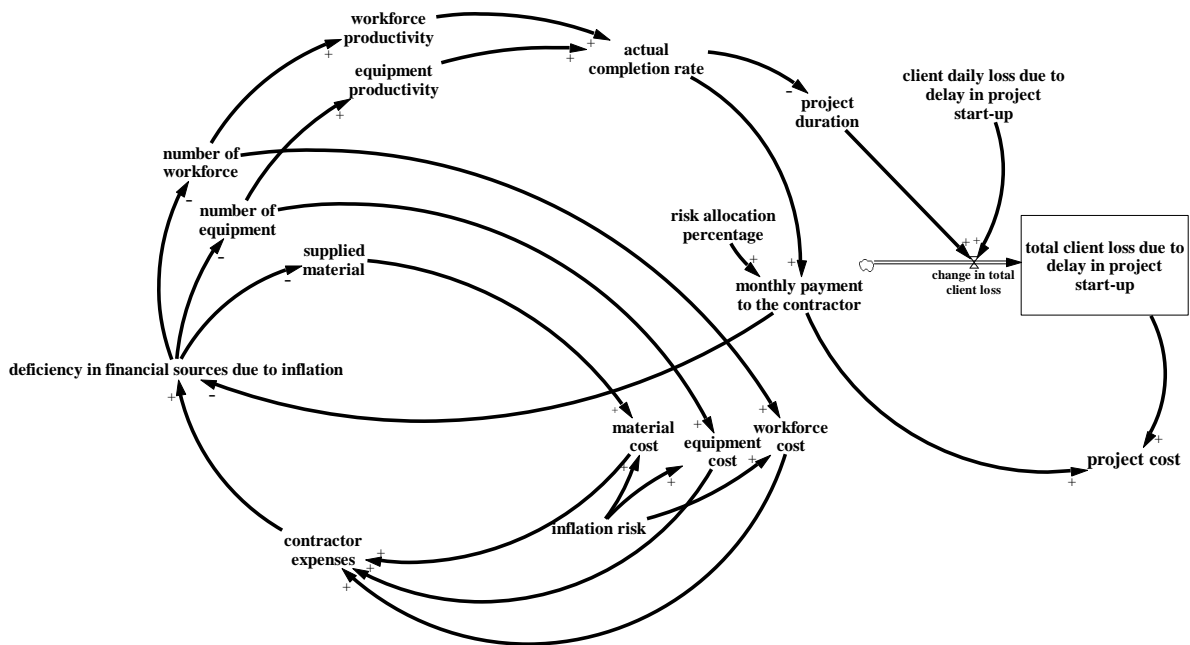 workforce
productivity
equipment
productivity
actual
completion rate
client daily loss due to
delay in project
start-up
project
duration
number of
workforce
number of
equipment
supplied
material
risk allocation
percentage
monthly payment
to the contractor
change in total
client loss
total client loss due to
delay in project
start-up
deficiency in financial sources due to inflation
material
cost
equipment
cost
workforce
cost
project cost
inflation risk
contractor
expenses